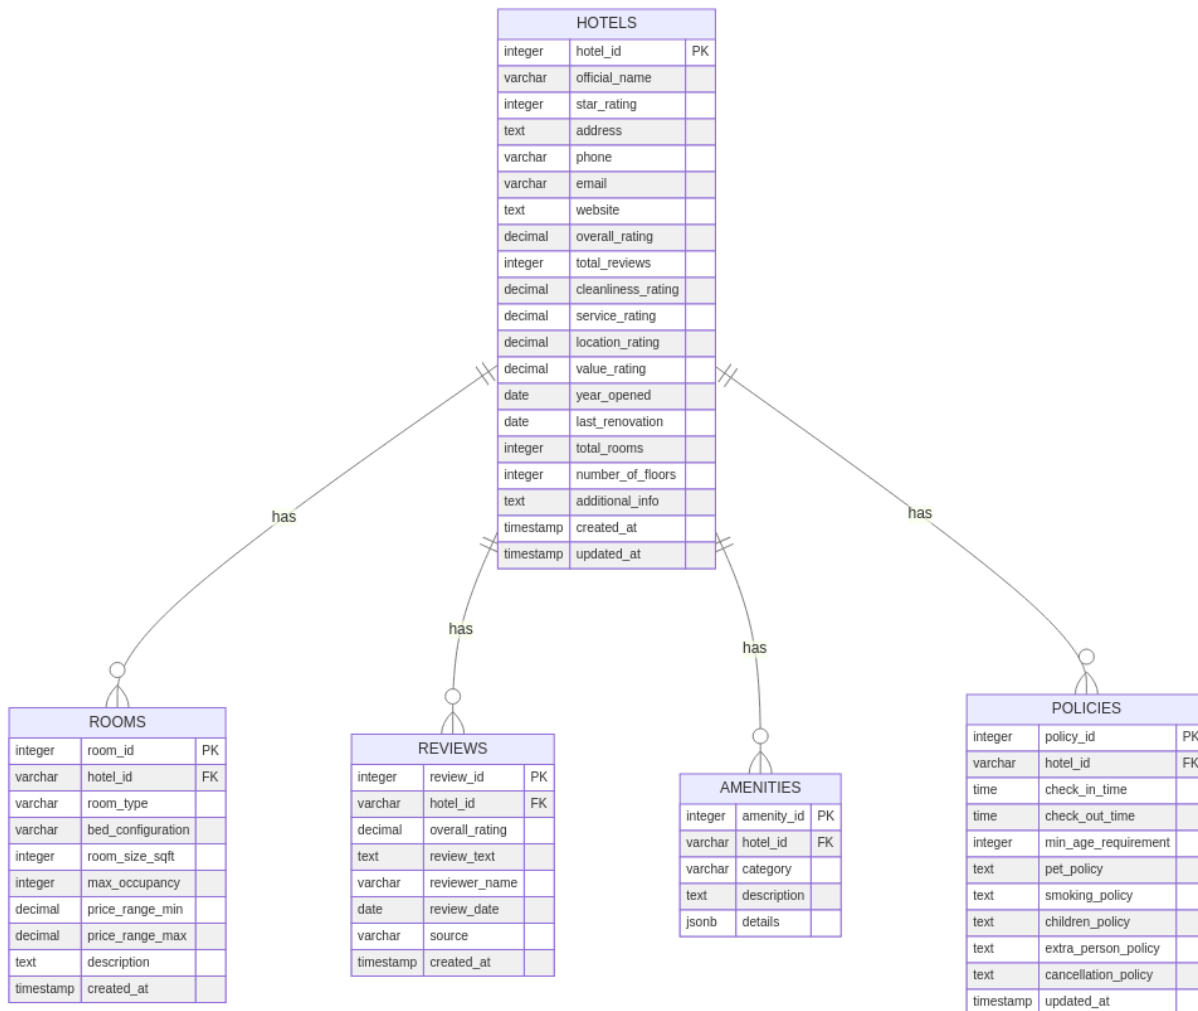 HOTELS
integer hotel_id PK
varchar official_name
integer star_rating
text address
varchar phone
varchar email
text website
decimal overall_rating
integer total_reviews
decimal cleanliness_rating
decimal service_rating
decimal location_rating
decimal value_rating
date year_opened
date last_renovation
integer total_rooms
integer number_of_floors
text additional_info
timestamp created_at
timestamp updated_at
has
has
has
has
ROOMS
integer room_id PK
varchar hotel_id FK
varchar room_type
varchar bed_configuration
integer room_size_sqft
integer max_occupancy
decimal price_range_min
decimal price_range_max
text description
timestamp created_at
REVIEWS
integer review_id PK
varchar hotel_id FK
decimal overall_rating
text review_text
varchar reviewer_name
date review_date
varchar source
timestamp created_at
AMENITIES
integer amenity_id PK
varchar hotel_id FK
varchar category
text description
jsonb details
POLICIES
integer policy_id PK
varchar hotel_id FK
time check_in_time
time check_out_time
integer min_age_requirement
text pet_policy
text smoking_policy
text children_policy
text extra_person_policy
text cancellation_policy
timestamp updated_at